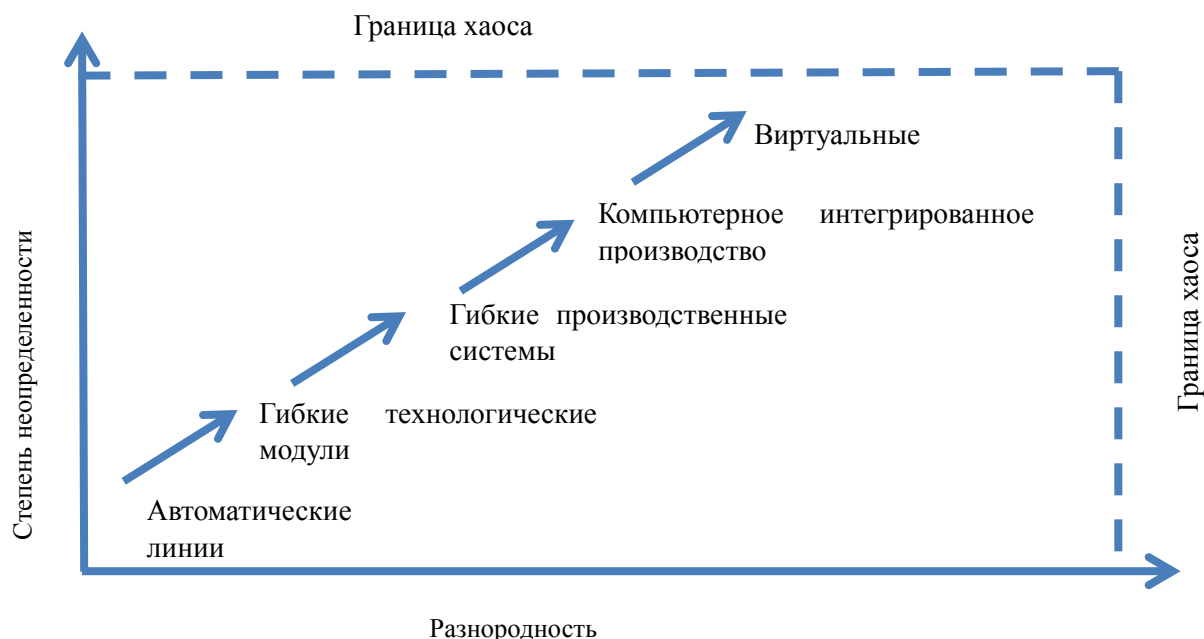 Граница хаоса
Виртуальные
Компьютерное интегрированное
производство
Гибкие производственные
системы
Гибкие технологические
модули
Автоматические
линии
Степень неопределенности
Граница хаоса
Разнородность